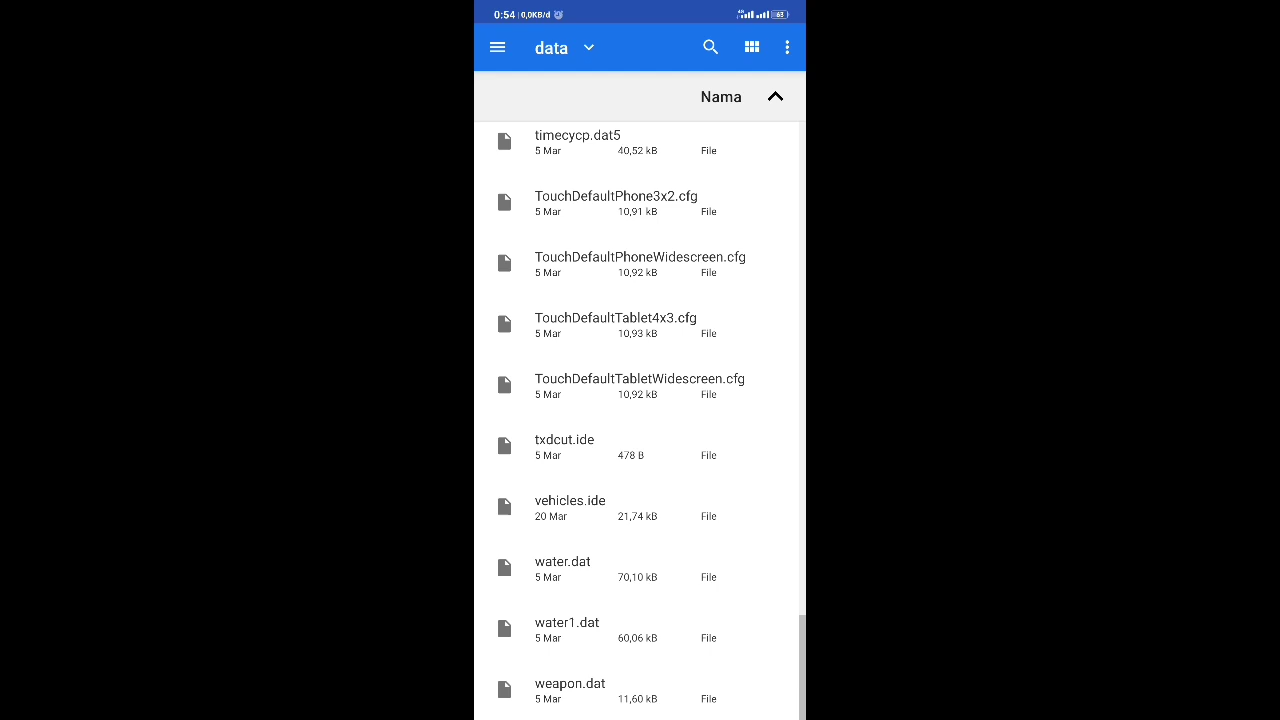 0:54 | 0,0KB/d
4G
63
data
Nama
timecycp.dat5
5 Mar 40,52 kB File
TouchDefaultPhone3x2.cfg
5 Mar 10,91 kB File
TouchDefaultPhoneWidescreen.cfg
5 Mar 10,92 kB File
TouchDefaultTablet4x3.cfg
5 Mar 10,93 kB File
TouchDefaultTabletWidescreen.cfg
5 Mar 10,92 kB File
txdcut.ide
5 Mar 478 B File
vehicles.ide
20 Mar 21,74 kB File
water.dat
5 Mar 70,10 kB File
water1.dat
5 Mar 60,06 kB File
weapon.dat
5 Mar 11,60 kB File